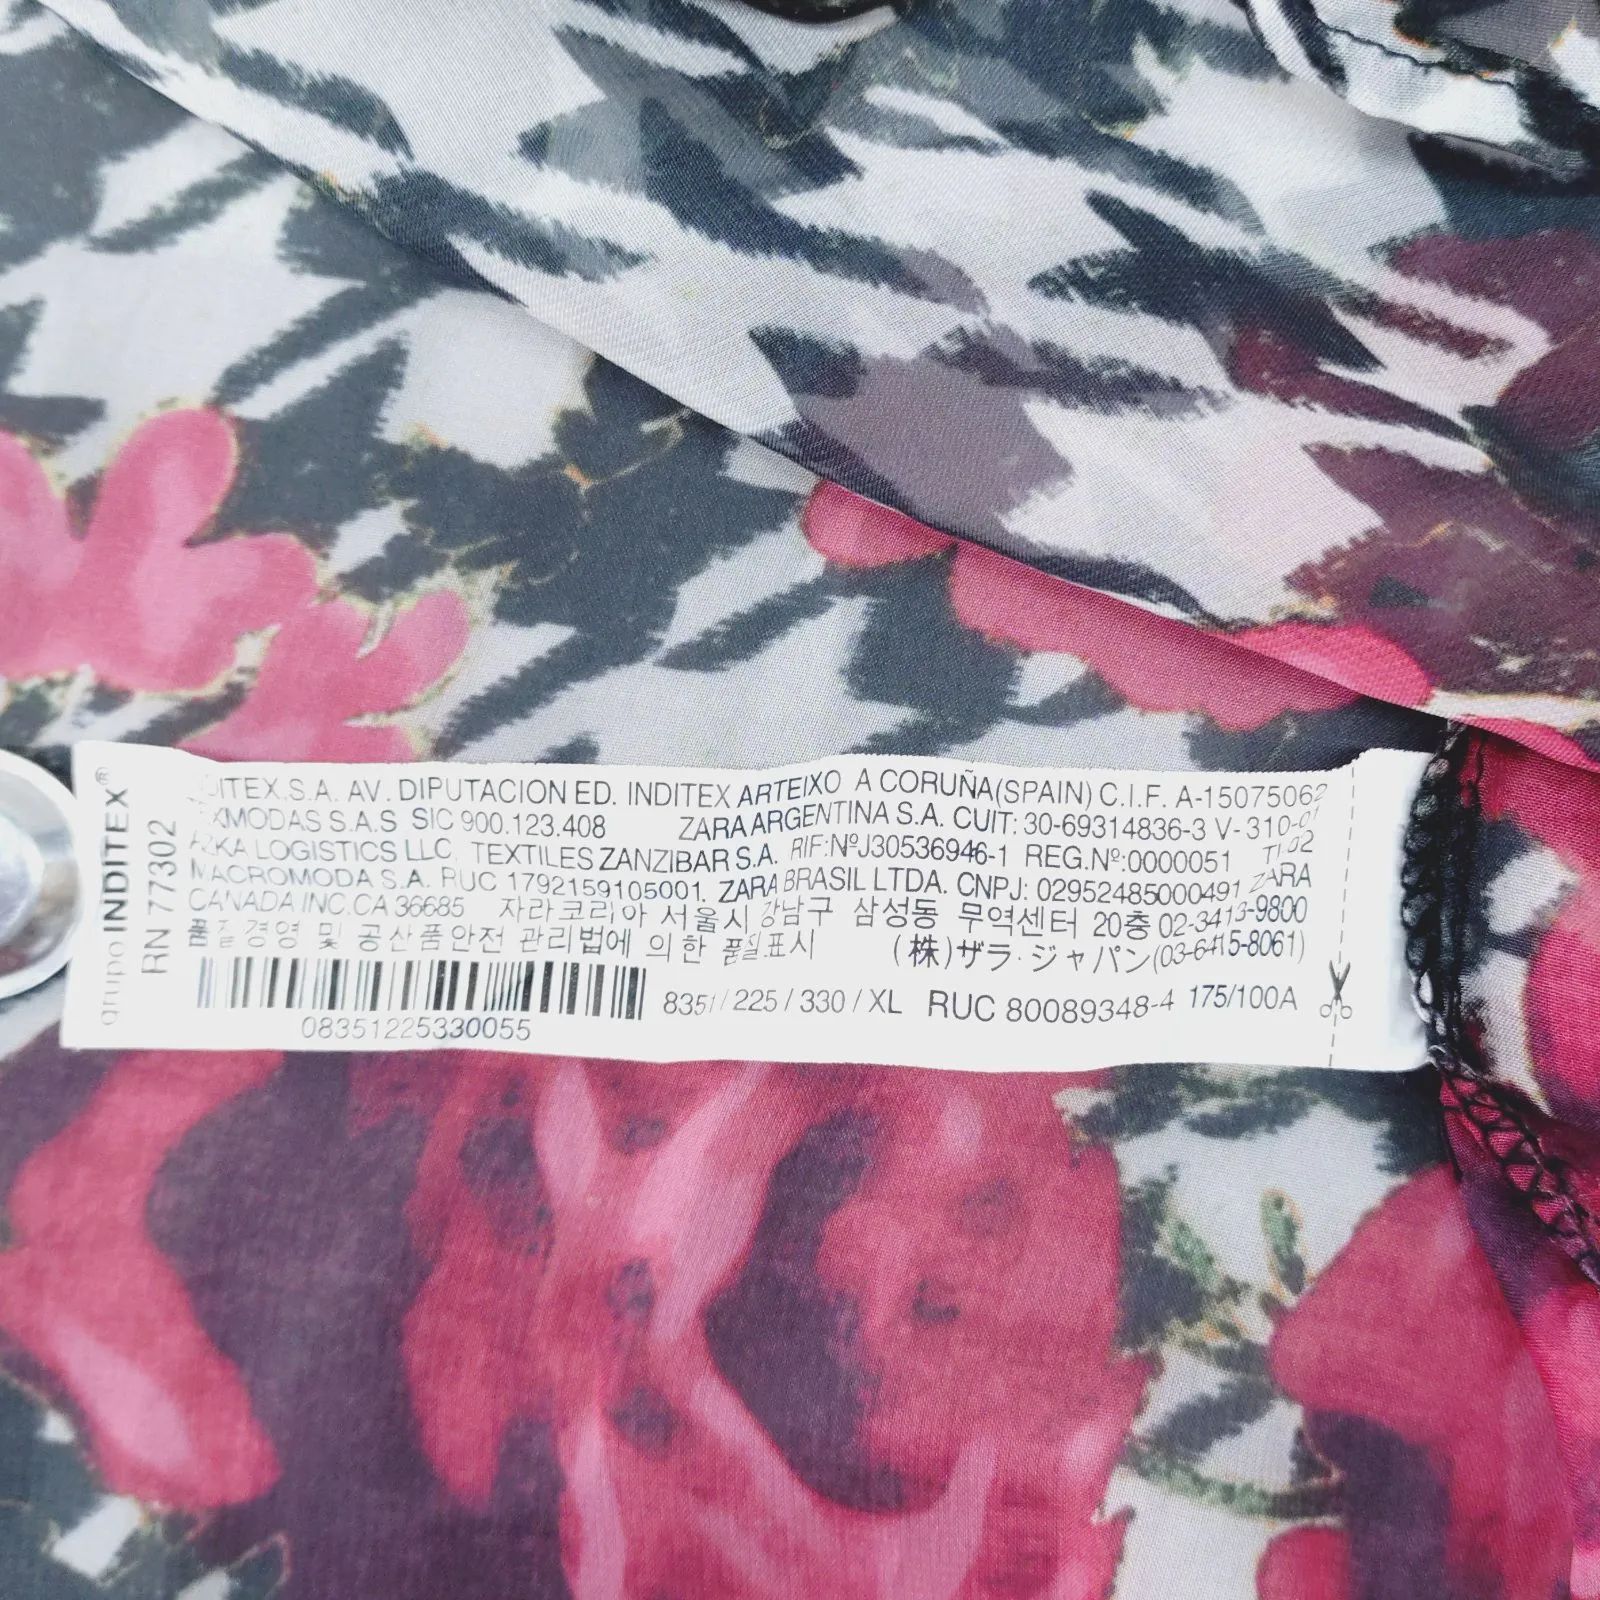 grupo INDITEX®
RN 77302
INDITEX,S.A. AV. DIPUTACION ED. INDITEX ARTEIXO A CORUÑA(SPAIN) C.I.F. A-15075062
S.A.S SIC 900.123.408 ZARA ARGENTINA S.A. CUIT: 30-69314836-3 V-310-01
LOGISTICS LLC, TEXTILES ZANZIBAR S.A. RIF:NºJ30536946-1 REG.Nº:0000051
MACROMODA S.A. RUC 1792159105001. ZARA BRASIL LTDA. CNPJ: 02952485000491 ZARA
CANADA INC.CA 36685 자라코리아 서울시 강남구 삼성동 무역센터 20층 02-3413-9800
품질경영 및 공산품안전 관리법에 의한 품질표시 (株)ザラ・ジャパン(03-6415-8061)
8351/225/330/XL RUC 80089348-4 175/100A
08351225330055